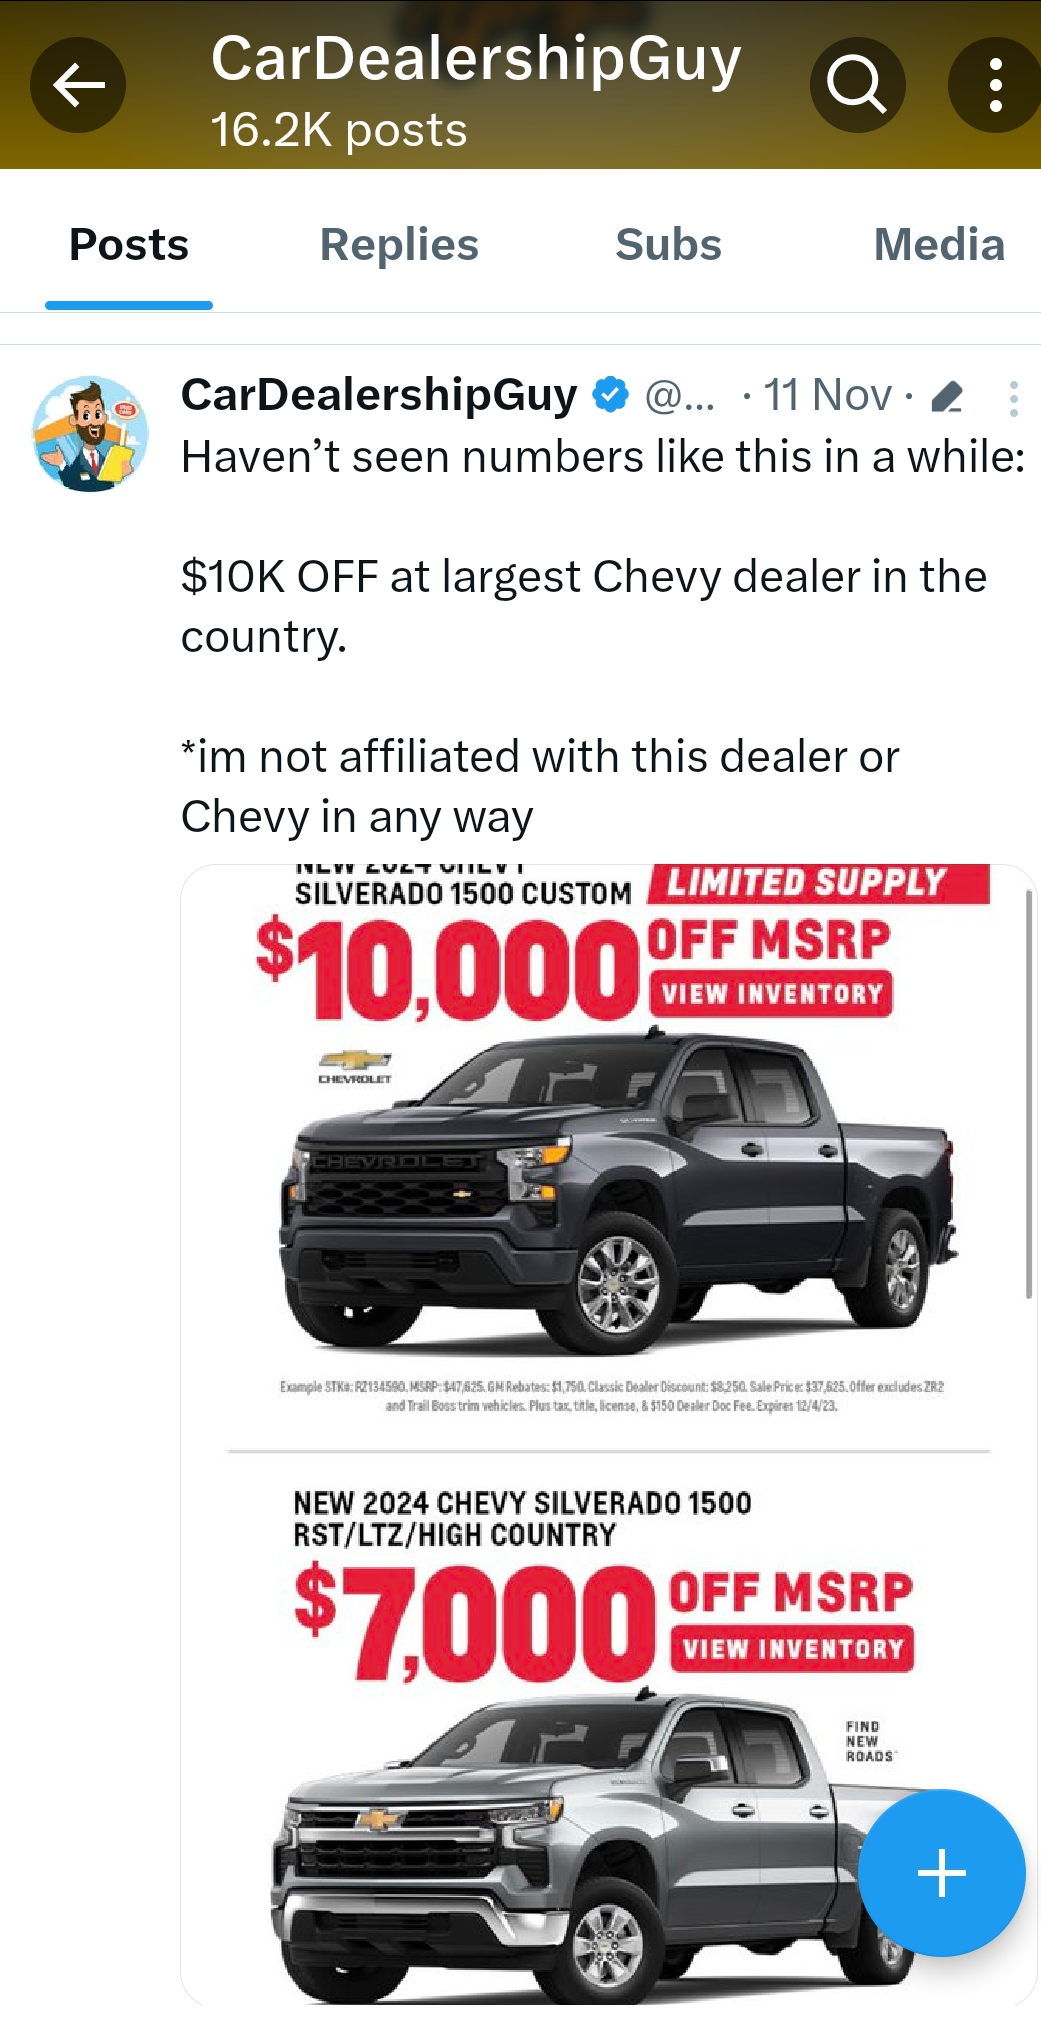 CarDealershipGuy
16.2K posts
Posts Replies Subs Media
CarDealershipGuy @... · 11 Nov ·
Haven’t seen numbers like this in a while:
$10K OFF at largest Chevy dealer in the
country.
*im not affiliated with this dealer or
Chevy in any way
NEW 2024 CHEVY
SILVERADO 1500 CUSTOM
LIMITED SUPPLY
$10,000 OFF MSRP
VIEW INVENTORY
CHEVROLET
CHEVROLET
Example STK#: RZ134590. MSRP: $47,625. GM Rebates: $1,750. Classic Dealer Discount: $8,250. Sale Price: $37,625. Offer excludes ZR2
and Trail Boss trim vehicles. Plus tax, title, license, & $150 Dealer Doc Fee. Expires 12/4/23.
NEW 2024 CHEVY SILVERADO 1500
RST/LTZ/HIGH COUNTRY
$7,000 OFF MSRP
VIEW INVENTORY
FIND
NEW
ROADS